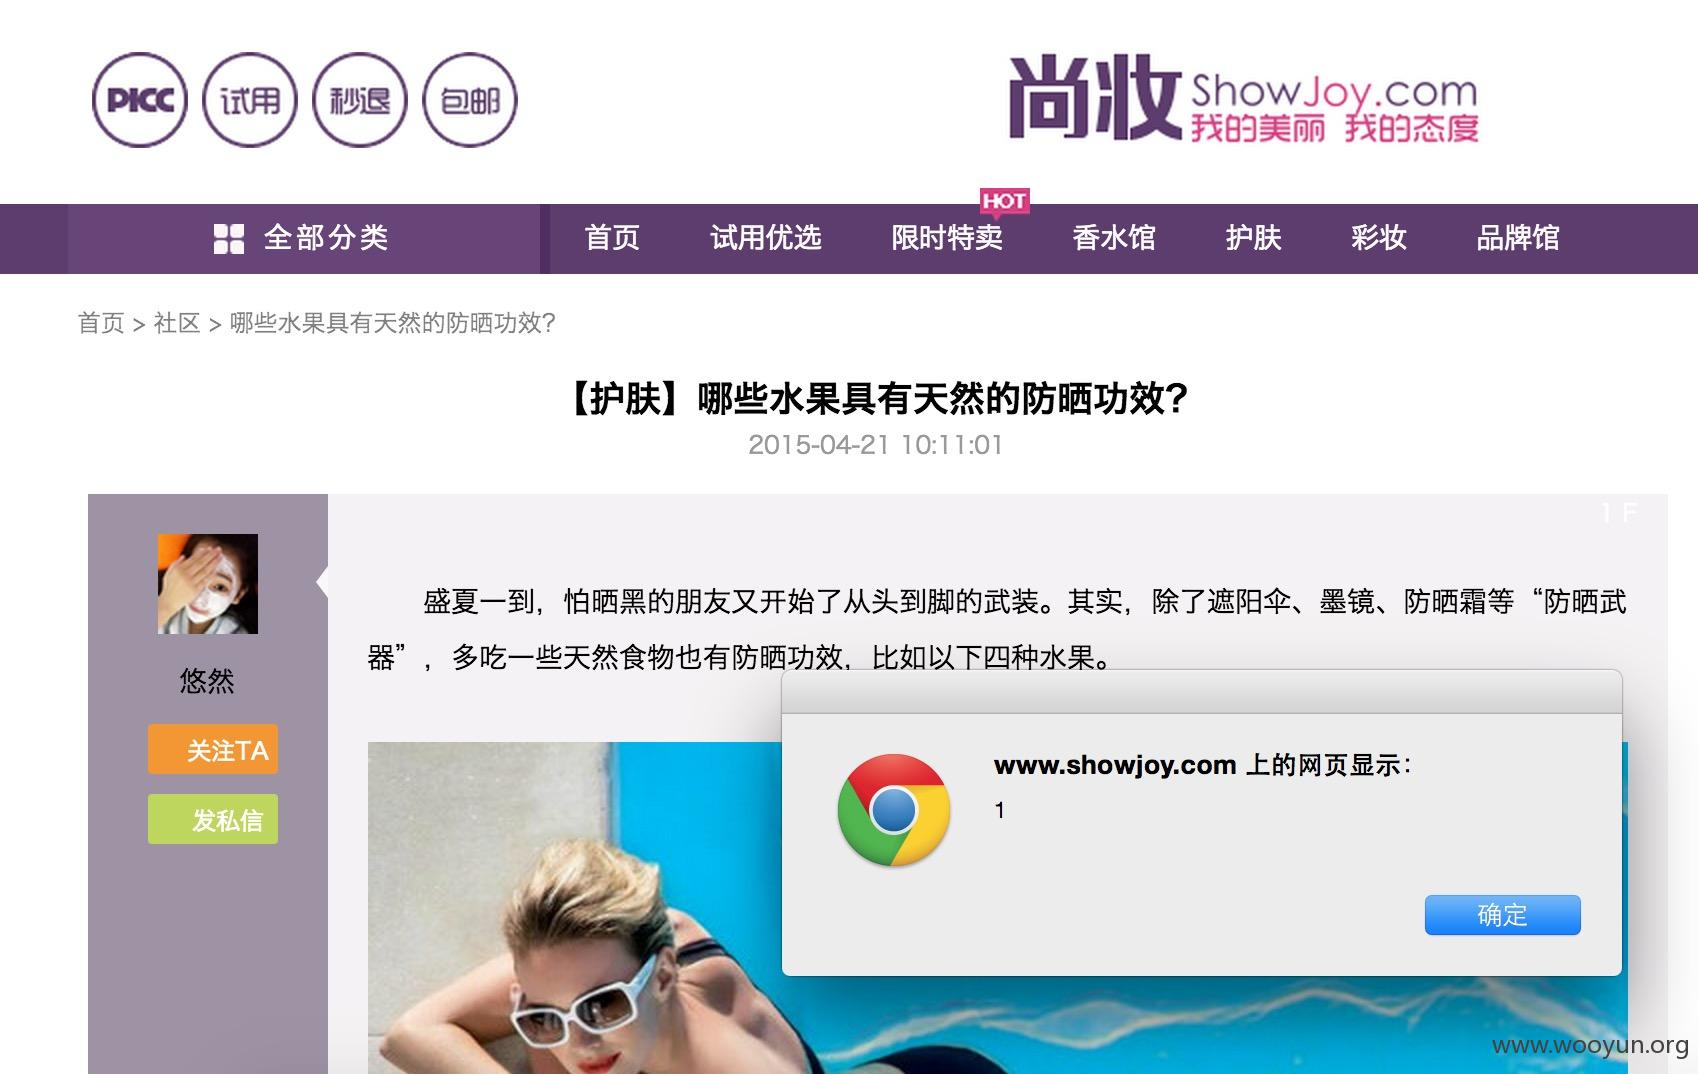 PICC 试用 秒退 包邮
尚妆 ShowJoy.com
我的美丽 我的态度
HOT
全部分类 首页 试用优选 限时特卖 香水馆 护肤 彩妆 品牌馆
首页 > 社区 > 哪些水果具有天然的防晒功效?
【护肤】哪些水果具有天然的防晒功效?
2015-04-21 10:11:01
1 F
盛夏一到，怕晒黑的朋友又开始了从头到脚的武装。其实，除了遮阳伞、墨镜、防晒霜等“防晒武
器”，多吃一些天然食物也有防晒功效，比如以下四种水果。
悠然
关注TA
发私信
www.showjoy.com 上的网页显示：
1
确定
www.wooyun.org